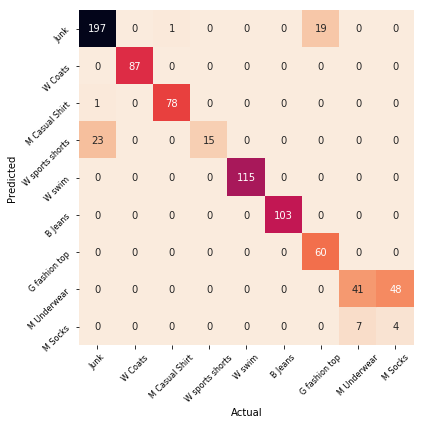 Junk 197 0 1 0 0 0 19 0 0
W Coats 0 87 0 0 0 0 0 0 0
M Casual Shirt 1 0 78 0 0 0 0 0 0
W sports shorts 23 0 0 15 0 0 0 0 0
W swim 0 0 0 0 115 0 0 0 0
B Jeans 0 0 0 0 0 103 0 0 0
G fashion top 0 0 0 0 0 0 60 0 0
M Underwear 0 0 0 0 0 0 0 41 48
M Socks 0 0 0 0 0 0 0 7 4
Predicted
Junk W Coats M Casual Shirt W sports shorts W swim B Jeans G fashion top M Underwear M Socks
Actual